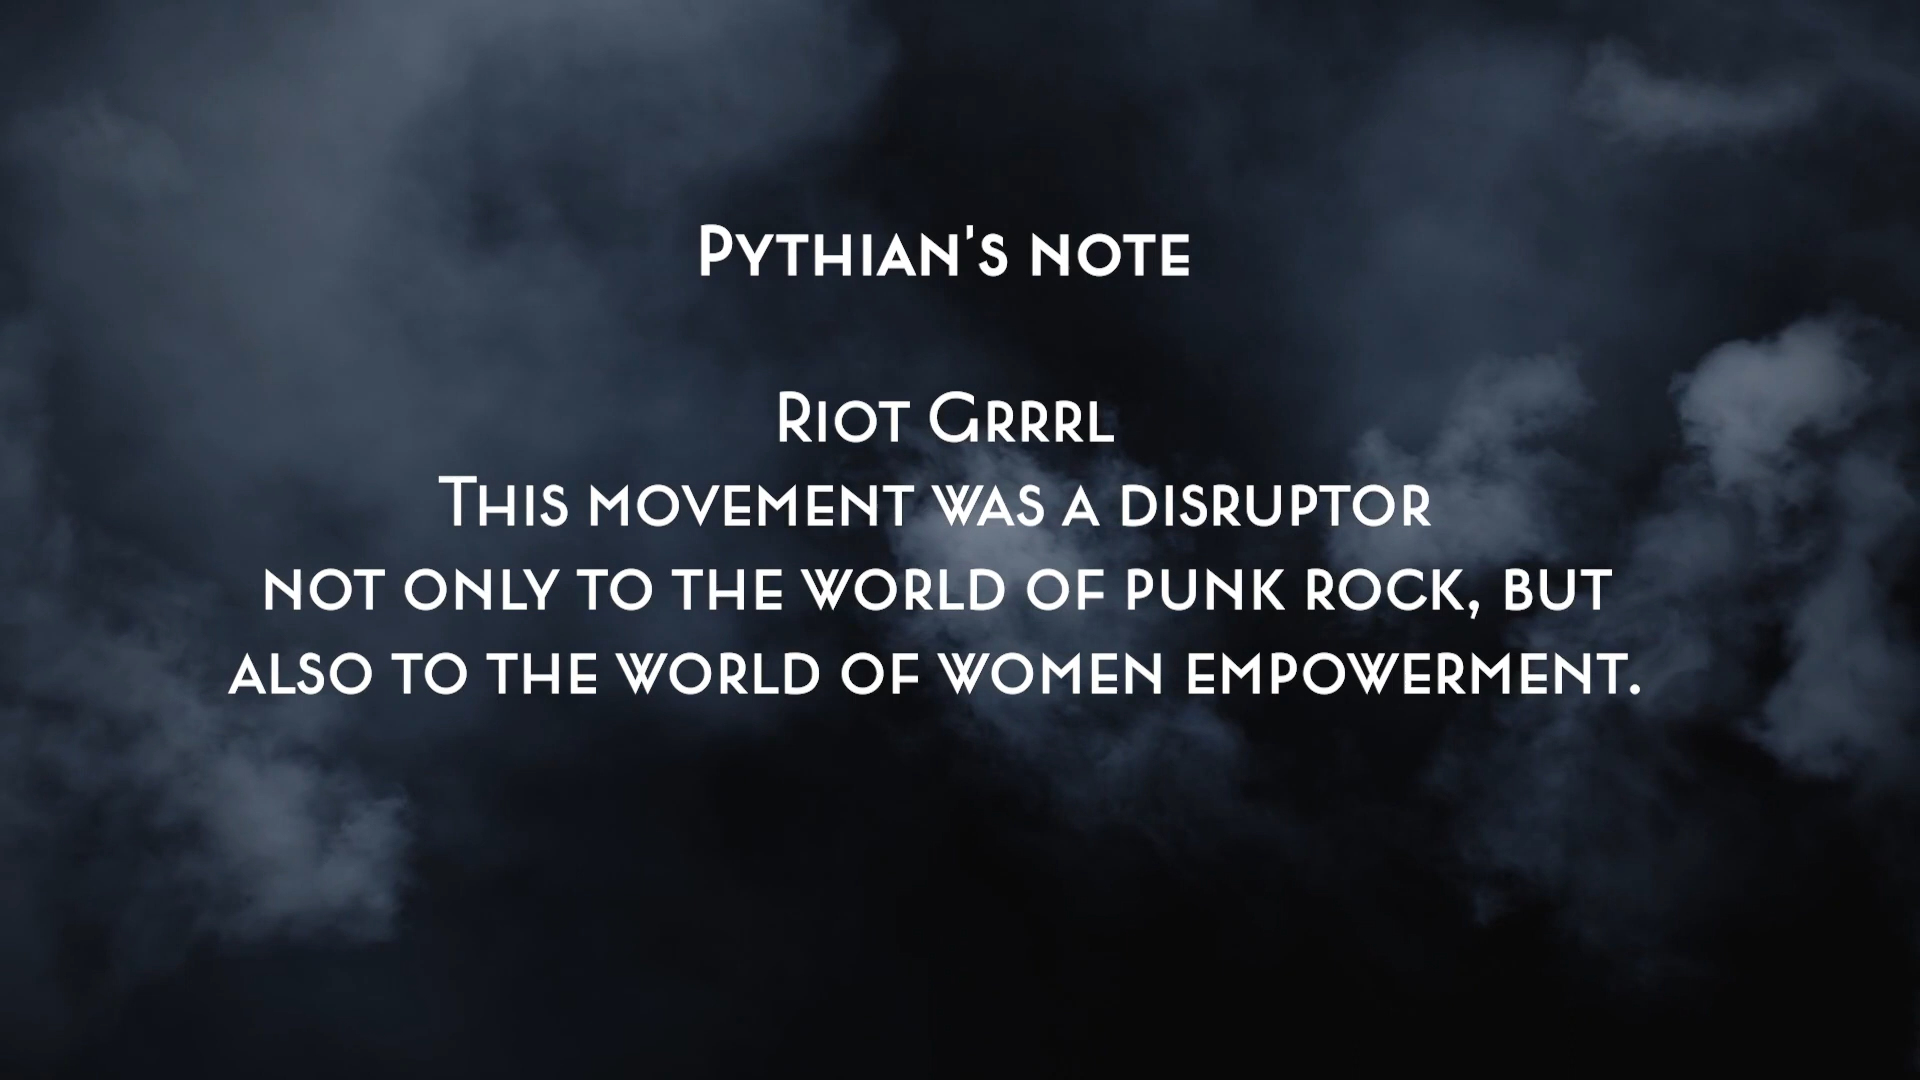 Pythian's note
Riot Grrrl
This movement was a disruptor
not only to the world of punk rock, but
also to the world of women empowerment.